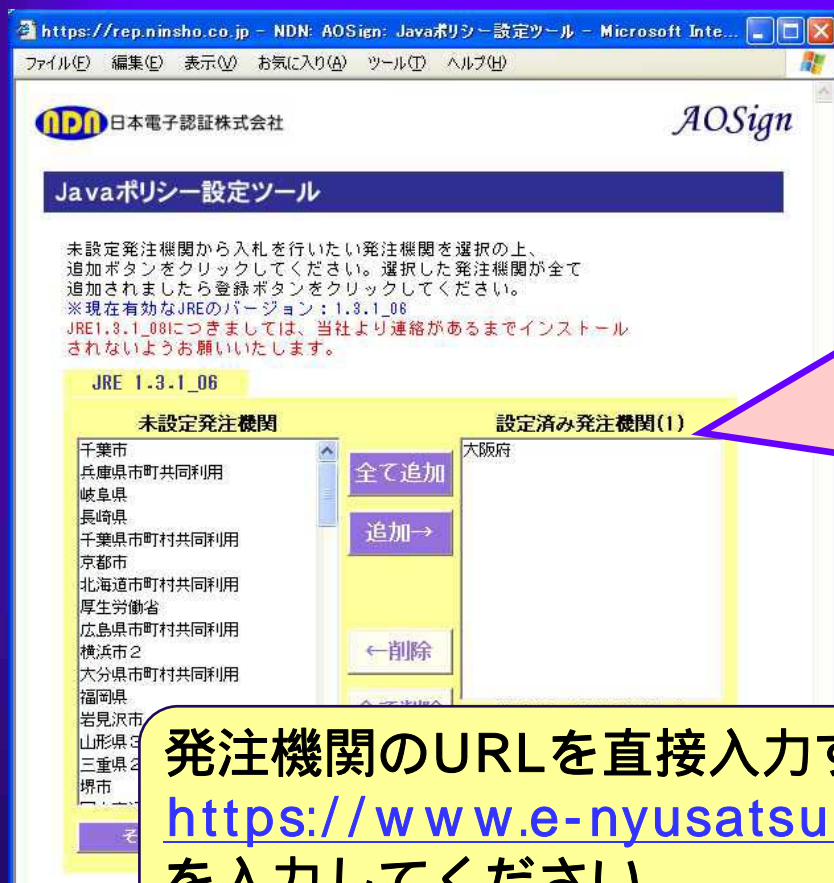 https://rep.ninsho.co.jp - NDN: AOSign: Javaポリシー設定ツール - Microsoft Inte...
ファイル(F) 編集(E) 表示(V) お気に入り(A) ツール(T) ヘルプ(H)
NDN 日本電子認証株式会社
AOSign
Javaポリシー設定ツール
未設定発注機関から入札を行いたい発注機関を選択の上、
追加ボタンをクリックしてください。選択した発注機関が全て
追加されましたら登録ボタンをクリックしてください。
※現在有効なJREのバージョン：1.3.1_06
JRE1.3.1_08につきましては、当社より連絡があるまでインストール
されないようお願いいたします。
JRE 1.3.1_06
未設定発注機関
千葉市
兵庫県市町共同利用
岐阜県
長崎県
千葉県市町村共同利用
京都市
北海道市町村共同利用
厚生労働省
広島県市町村共同利用
横浜市２
大分県市町村共同利用
福岡県
岩見沢市
山形県３
三重県２
堺市
そ
全て追加
追加→
←削除
設定済み発注機関(1)
大阪府
発注機関のURLを直接入力す
https://www.e-nyusatsu
を入力してください